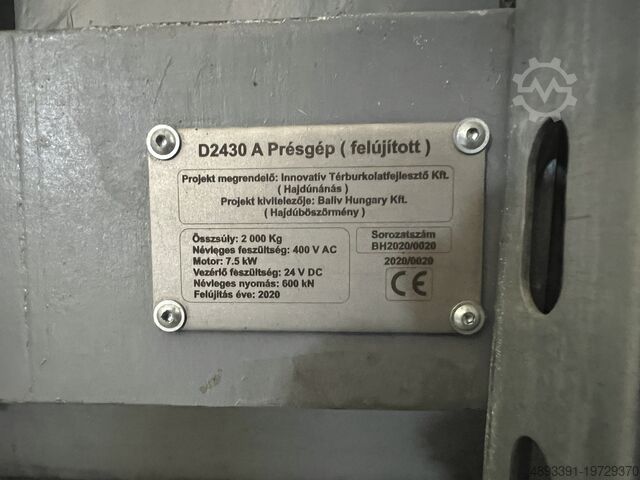 D2430 A Présgép ( felújított )
Projekt megrendelő: Innovatív Térburkolatfejlesztő Kft.
( Hajdúnánás )
Projekt kivitelezője: Baliv Hungary Kft.
( Hajdúböszörmény )
Összsúly: 2 000 Kg
Névleges feszültség: 400 V AC
Motor: 7.5 kW
Vezérlő feszültség: 24 V DC
Névleges nyomás: 600 kN
Felújítás éve: 2020
Sorozatszám
BH2020/0020
2020/0020
CE
4893391-19729370